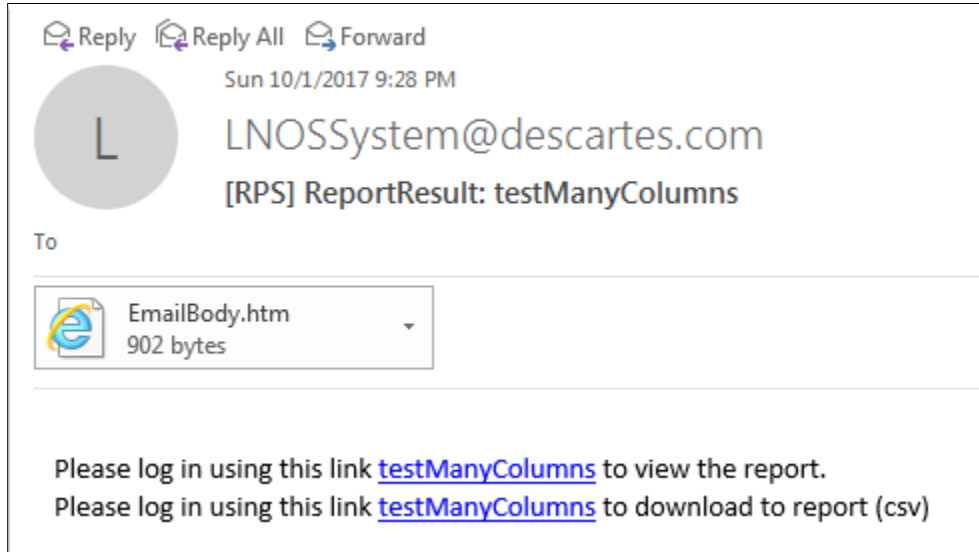 Reply Reply All Forward
Sun 10/1/2017 9:28 PM
L
LNOSSystem@descartes.com
[RPS] ReportResult: testManyColumns
To
EmailBody.htm
902 bytes
Please log in using this link testManyColumns to view the report.
Please log in using this link testManyColumns to download to report (csv)